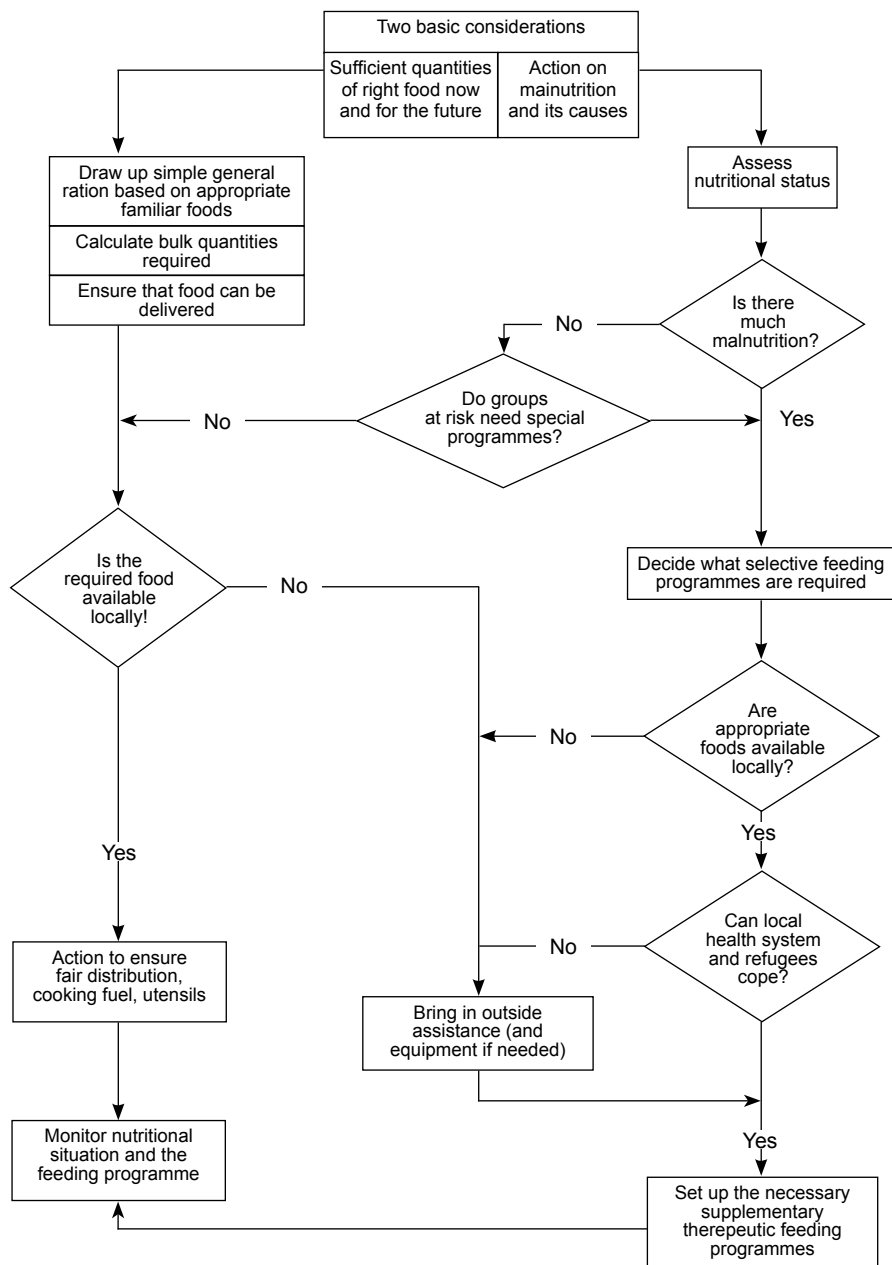 Two basic considerations
Sufficient quantities
of right food now
and for the future
Action on
mainutrition
and its causes
Draw up simple general
ration based on appropriate
familiar foods
Calculate bulk quantities
required
Ensure that food can be
delivered
Assess
nutritional status
Is there
much
malnutrition?
No
Do groups
at risk need special
programmes?
No
Yes
Is the
required food
available
locally!
No
Decide what selective feeding
programmes are required
Are
appropriate
foods available
locally?
No
Yes
Yes
Can local
health system
and refugees
cope?
No
Action to ensure
fair distribution,
cooking fuel, utensils
Bring in outside
assistance (and
equipment if needed)
Yes
Monitor nutritional
situation and the
feeding programme
Set up the necessary
supplementary
therepeutic feeding
programmes